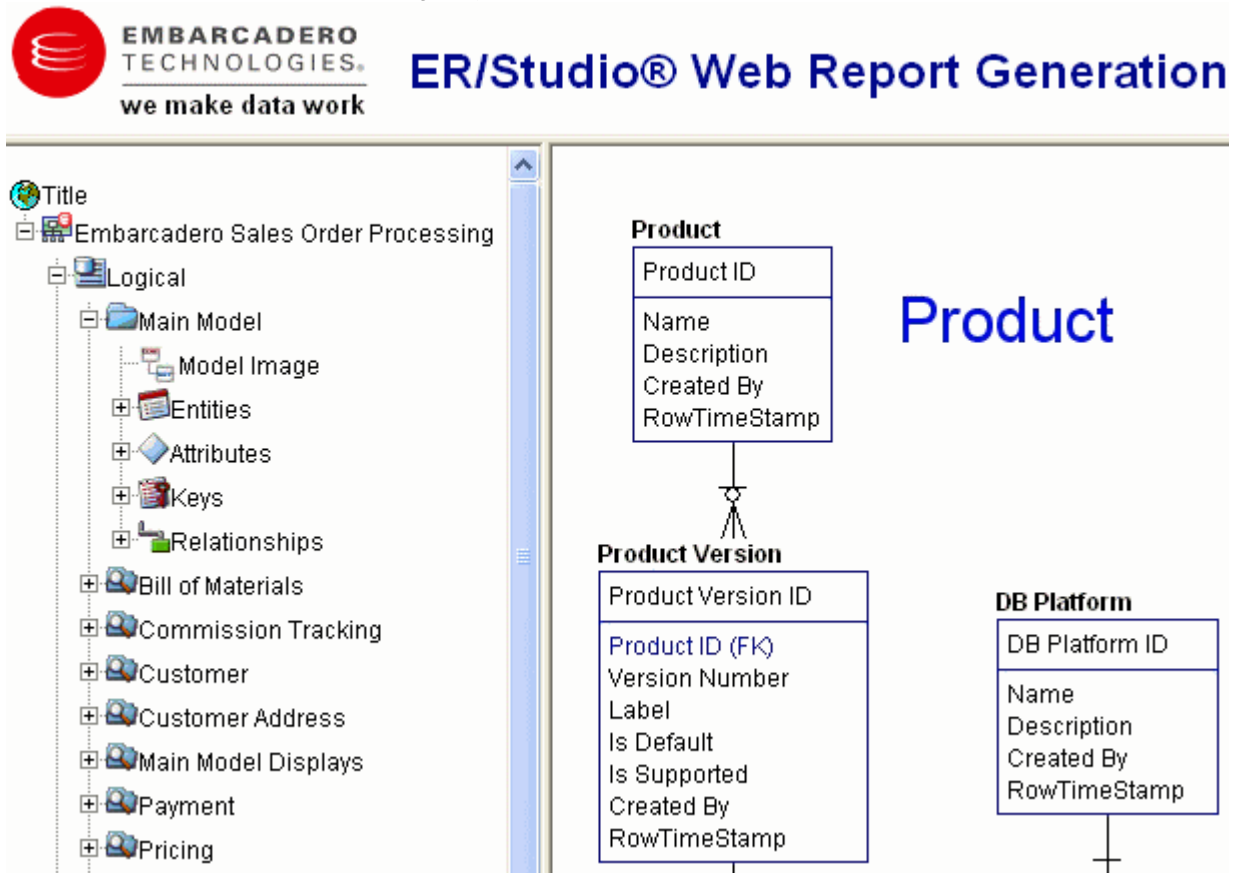 EMBARCADERO
TECHNOLOGIES®
we make data work
ER/Studio® Web Report Generation
Title
Embarcadero Sales Order Processing
Logical
Main Model
Model Image
Entities
Attributes
Keys
Relationships
Bill of Materials
Commission Tracking
Customer
Customer Address
Main Model Displays
Payment
Pricing
Product
Product ID
Name
Description
Created By
RowTimeStamp
Product
Product Version
Product Version ID
Product ID (FK)
Version Number
Label
Is Default
Is Supported
Created By
RowTimeStamp
DB Platform
DB Platform ID
Name
Description
Created By
RowTimeStamp